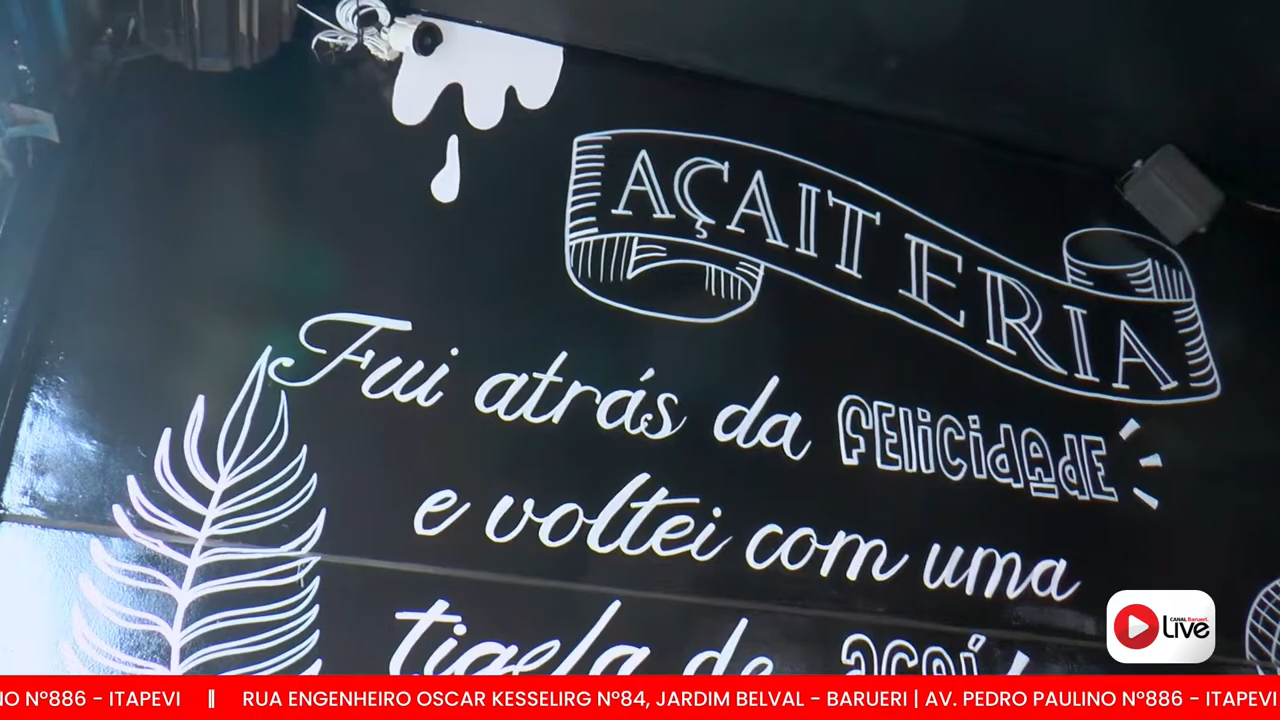 AÇAITERIA
Fui atrás da FELICIDADE
e voltei com uma
tigela de açaí!
CANAL Barueri
Live
NO Nº886 - ITAPEVI || RUA ENGENHEIRO OSCAR KESSELIRG Nº84, JARDIM BELVAL - BARUERI | AV. PEDRO PAULINO Nº886 - ITAPEVI